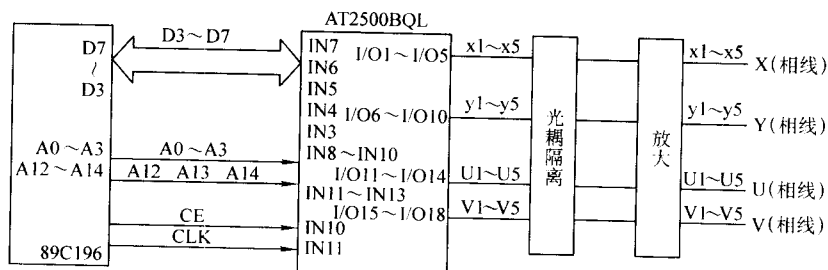 AT2500BQL
D7
~
D3
A0~A3
A12~A14
89C196
D3~D7
A0~A3
A12 A13 A14
CE
CLK
IN7
IN6
IN5
IN4
IN3
IN8~IN10
IN11~IN13
IN10
IN11
I/O1~I/O5
I/O6~I/O10
I/O11~I/O14
I/O15~I/O18
x1~x5
y1~y5
U1~U5
V1~V5
光耦隔离
放大
x1~x5
y1~y5
U1~U5
V1~V5
X(相线)
Y(相线)
U(相线)
V(相线)